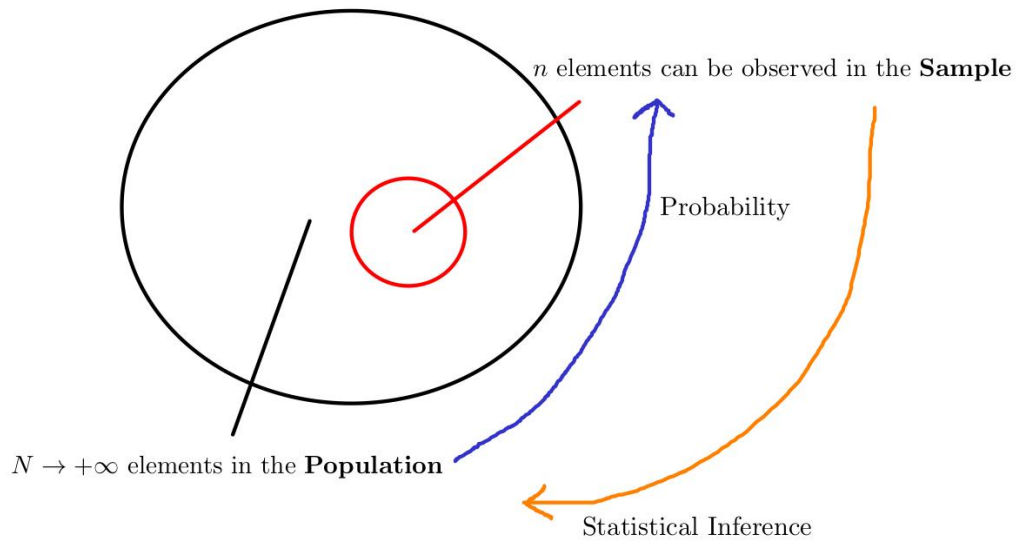 n elements can be observed in the Sample
Probability
N → +∞ elements in the Population
Statistical Inference